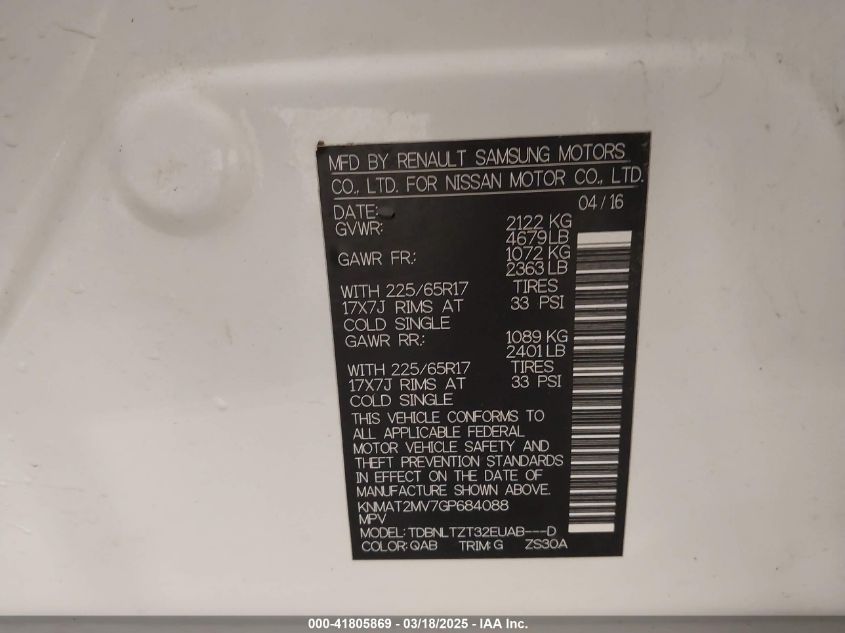 MFD BY RENAULT SAMSUNG MOTORS
CO., LTD. FOR NISSAN MOTOR CO., LTD.
DATE: 04/16
GVWR: 2122 KG
4679 LB
GAWR FR.: 1072 KG
2363 LB
WITH 225/65R17 TIRES
17X7J RIMS AT 33 PSI
COLD SINGLE
GAWR RR.: 1089 KG
2401 LB
WITH 225/65R17 TIRES
17X7J RIMS AT 33 PSI
COLD SINGLE
THIS VEHICLE CONFORMS TO
ALL APPLICABLE FEDERAL
MOTOR VEHICLE SAFETY AND
THEFT PREVENTION STANDARDS
IN EFFECT ON THE DATE OF
MANUFACTURE SHOWN ABOVE.
KNMAT2MV7GP684088
MPV
MODEL: TDBNLTZT32EUAB---D
COLOR: QAB TRIM: G ZS30A
000-41805869 - 03/18/2025 - IAA Inc.